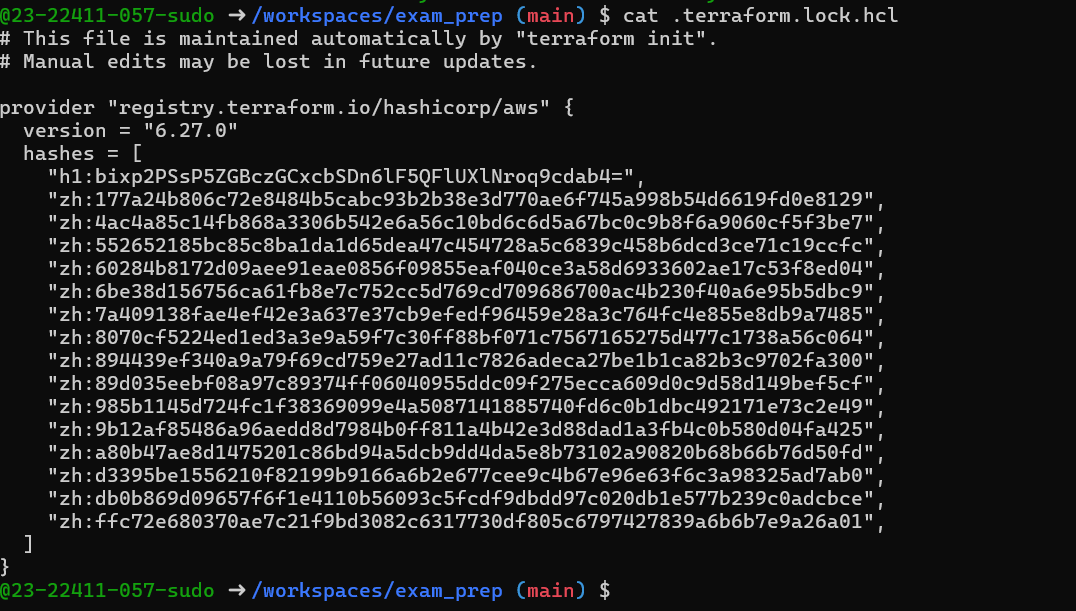 @23-22411-057-sudo → /workspaces/exam_prep (main) $ cat .terraform.lock.hcl
# This file is maintained automatically by "terraform init".
# Manual edits may be lost in future updates.

provider "registry.terraform.io/hashicorp/aws" {
  version = "6.27.0"
  hashes = [
    "h1:bixp2PSsP5ZGBczGCxcbSDn6lF5QFlUXlNroq9cdab4=",
    "zh:177a24b806c72e8484b5cabc93b2b38e3d770ae6f745a998b54d6619fd0e8129",
    "zh:4ac4a85c14fb868a3306b542e6a56c10bd6c6d5a67bc0c9b8f6a9060cf5f3be7",
    "zh:552652185bc85c8ba1da1d65dea47c454728a5c6839c458b6dcd3ce71c19ccfc",
    "zh:60284b8172d09aee91eae0856f09855eaf040ce3a58d6933602ae17c53f8ed04",
    "zh:6be38d156756ca61fb8e7c752cc5d769cd709686700ac4b230f40a6e95b5dbc9",
    "zh:7a409138fae4ef42e3a637e37cb9efedf96459e28a3c764fc4e855e8db9a7485",
    "zh:8070cf5224ed1ed3a3e9a59f7c30ff88bf071c7567165275d477c1738a56c064",
    "zh:894439ef340a9a79f69cd759e27ad11c7826adeca27be1b1ca82b3c9702fa300",
    "zh:89d035eebf08a97c89374ff06040955ddc09f275ecca609d0c9d58d149bef5cf",
    "zh:985b1145d724fc1f38369099e4a5087141885740fd6c0b1dbc492171e73c2e49",
    "zh:9b12af85486a96aedd8d7984b0ff811a4b42e3d88dad1a3fb4c0b580d04fa425",
    "zh:a80b47ae8d1475201c86bd94a5dcb9dd4da5e8b73102a90820b68b66b76d50fd",
    "zh:d3395be1556210f82199b9166a6b2e677cee9c4b67e96e63f6c3a98325ad7ab0",
    "zh:db0b869d09657f6f1e4110b56093c5fcdf9dbdd97c020db1e577b239c0adcbce",
    "zh:ffc72e680370ae7c21f9bd3082c6317730df805c6797427839a6b6b7e9a26a01",
  ]
}
@23-22411-057-sudo → /workspaces/exam_prep (main) $